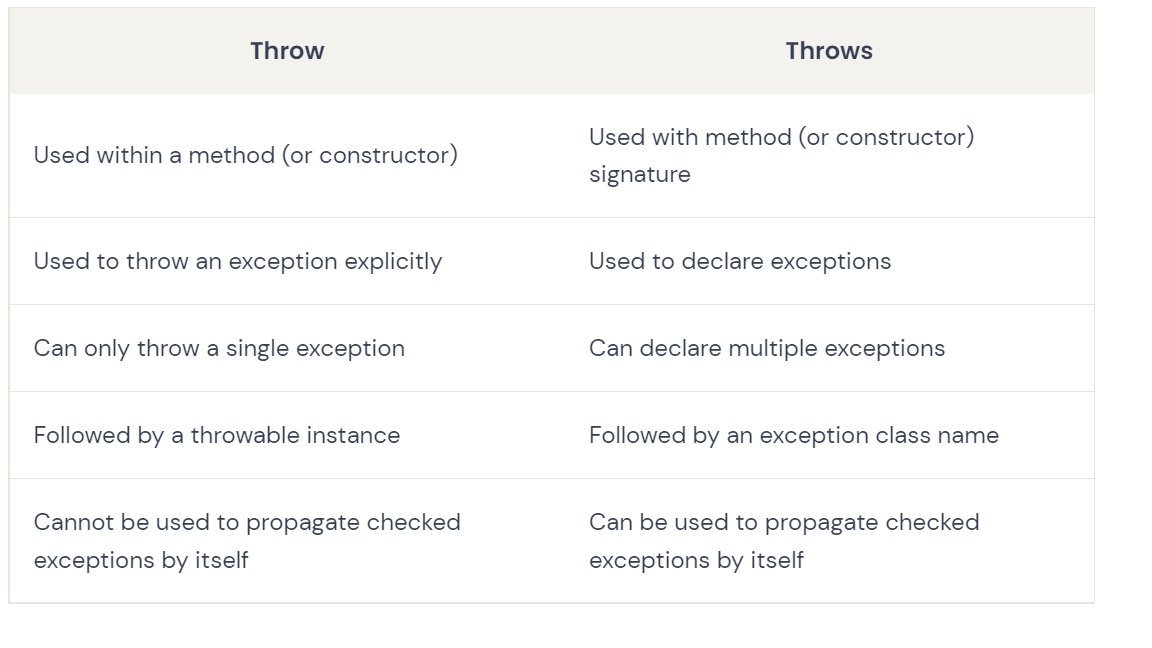 Throw
Throws
Used within a method (or constructor)
Used with method (or constructor)
signature
Used to throw an exception explicitly
Used to declare exceptions
Can only throw a single exception
Can declare multiple exceptions
Followed by a throwable instance
Followed by an exception class name
Cannot be used to propagate checked
exceptions by itself
Can be used to propagate checked
exceptions by itself